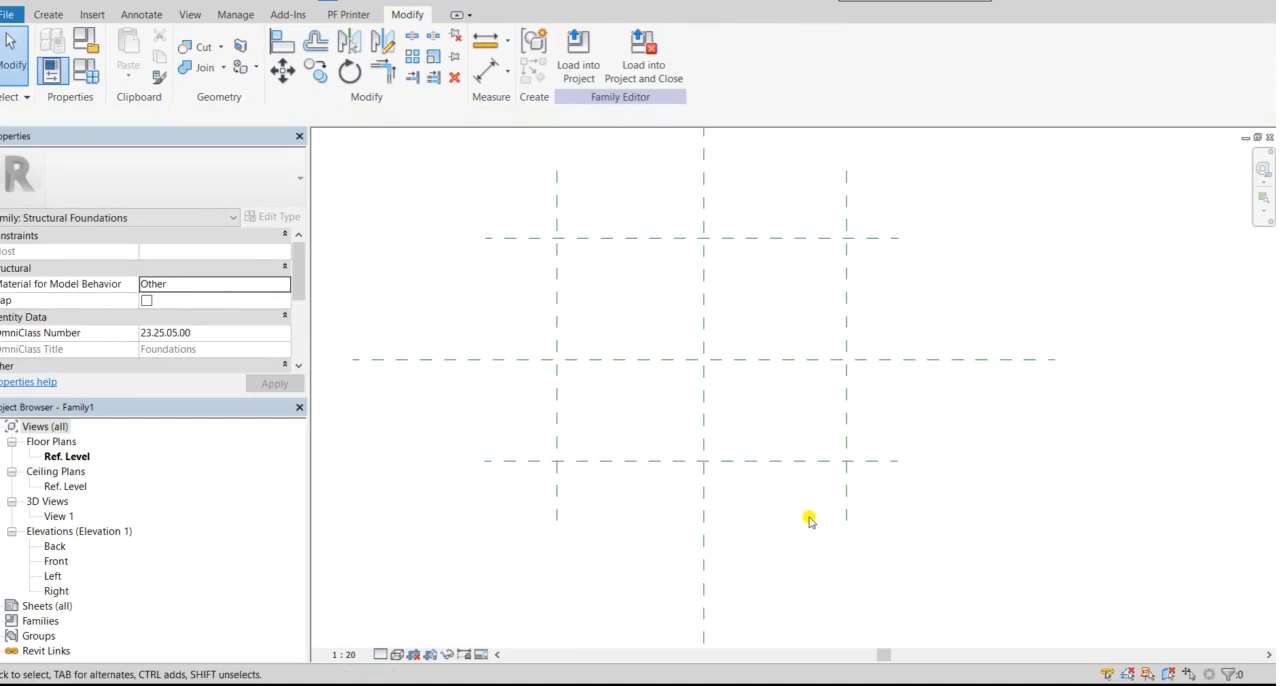 File Create Insert Annotate View Manage Add-Ins PF Printer Modify
Modify
Paste
Cut
Join
Load into Project
Load into Project and Close
elect Properties Clipboard Geometry Modify Measure Create Family Editor
operties
R
mily: Structural Foundations
Edit Type
nstraints
ost
ructural
Material for Model Behavior Other
ap
entity Data
mniClass Number 23.25.05.00
mniClass Title Foundations
her
operties help
Apply
oject Browser - Family1
Views (all)
Floor Plans
Ref. Level
Ceiling Plans
Ref. Level
3D Views
View 1
Elevations (Elevation 1)
Back
Front
Left
Right
Sheets (all)
Families
Groups
Revit Links
1 : 20
ck to select, TAB for alternates, CTRL adds, SHIFT unselects.
:0